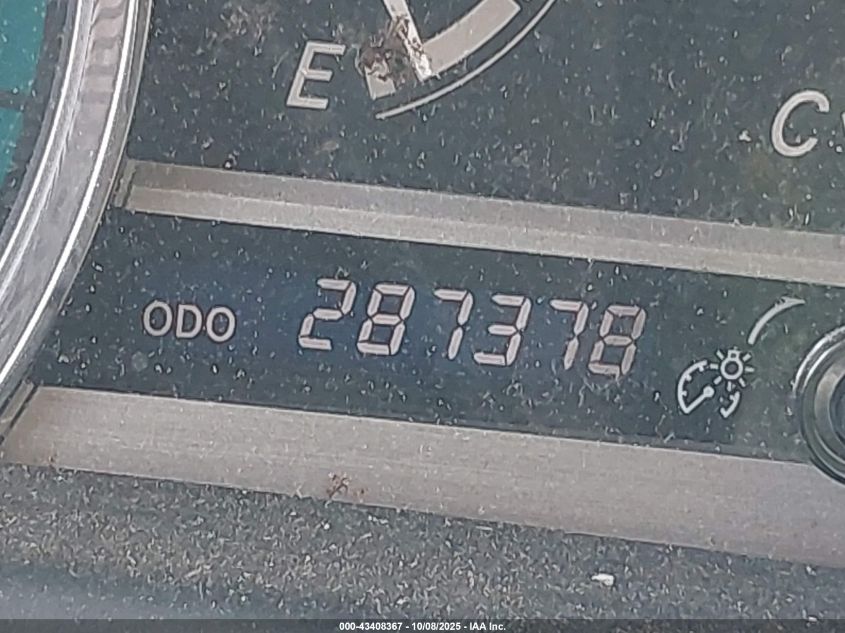 E
C
ODO 287378
000-43408367 • 10/08/2025 - IAA Inc.